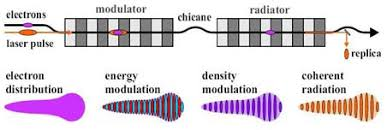 electrons
modulator
chicane
radiator
laser pulse
replica
electron
distribution
energy
modulation
density
modulation
coherent
radiation